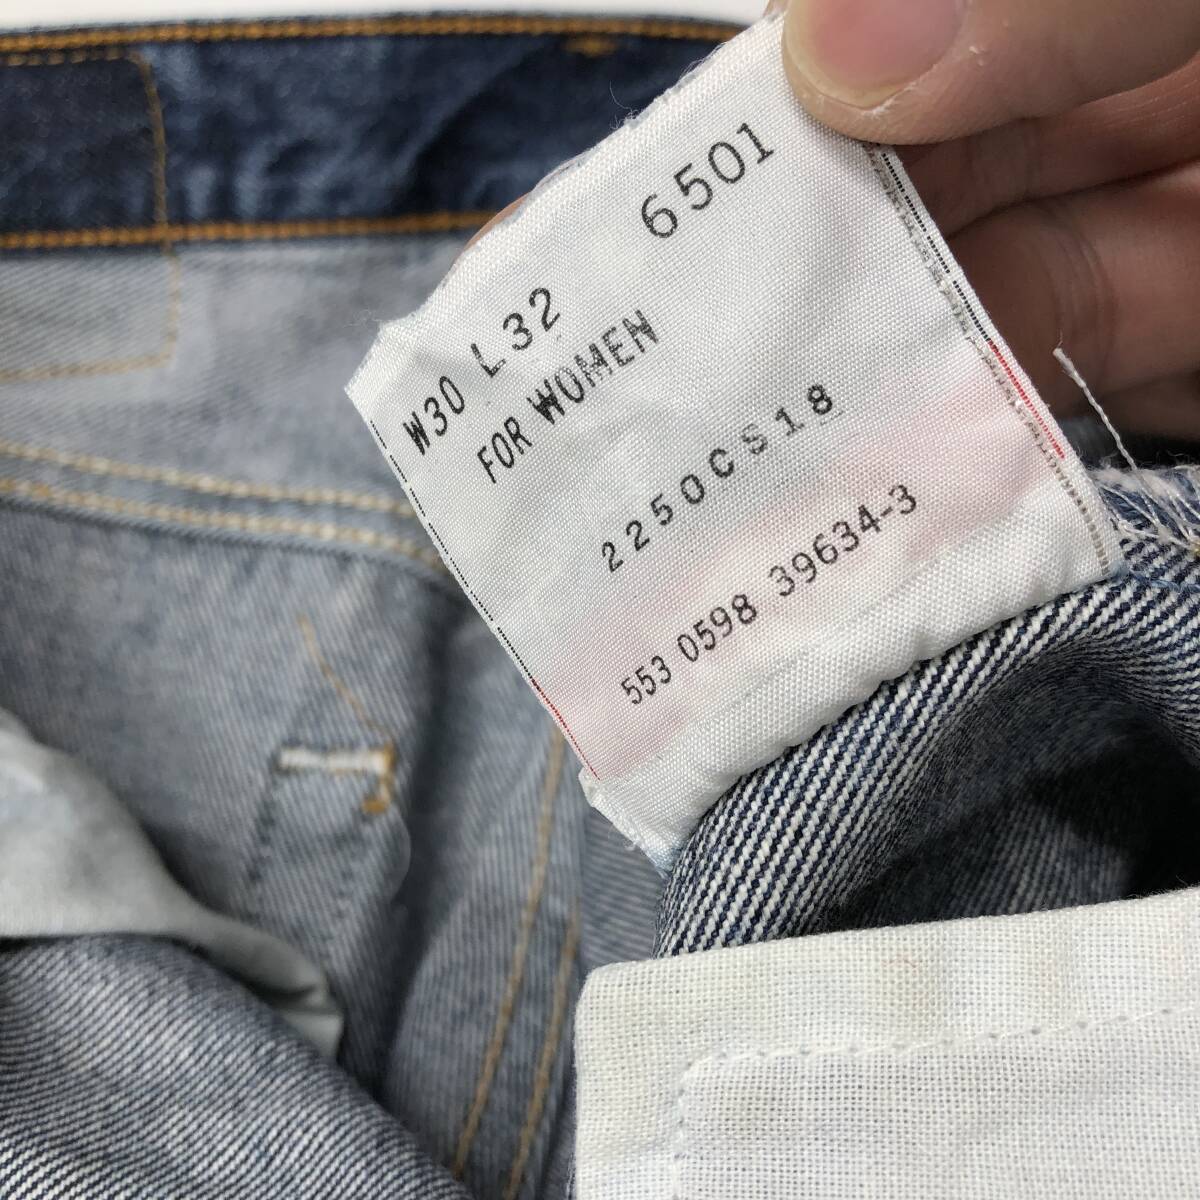 6501
W30 L32
FOR WOMEN
2250CS18
553 0598 39634-3